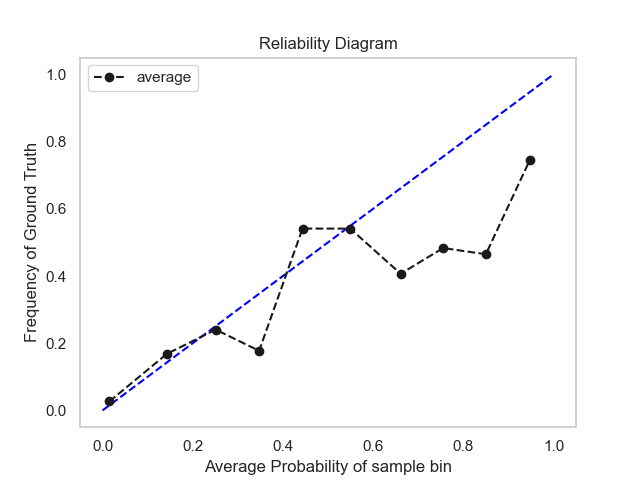 Reliability Diagram
average
1.0
0.8
0.6
0.4
0.2
0.0
Frequency of Ground Truth
0.0 0.2 0.4 0.6 0.8 1.0
Average Probability of sample bin